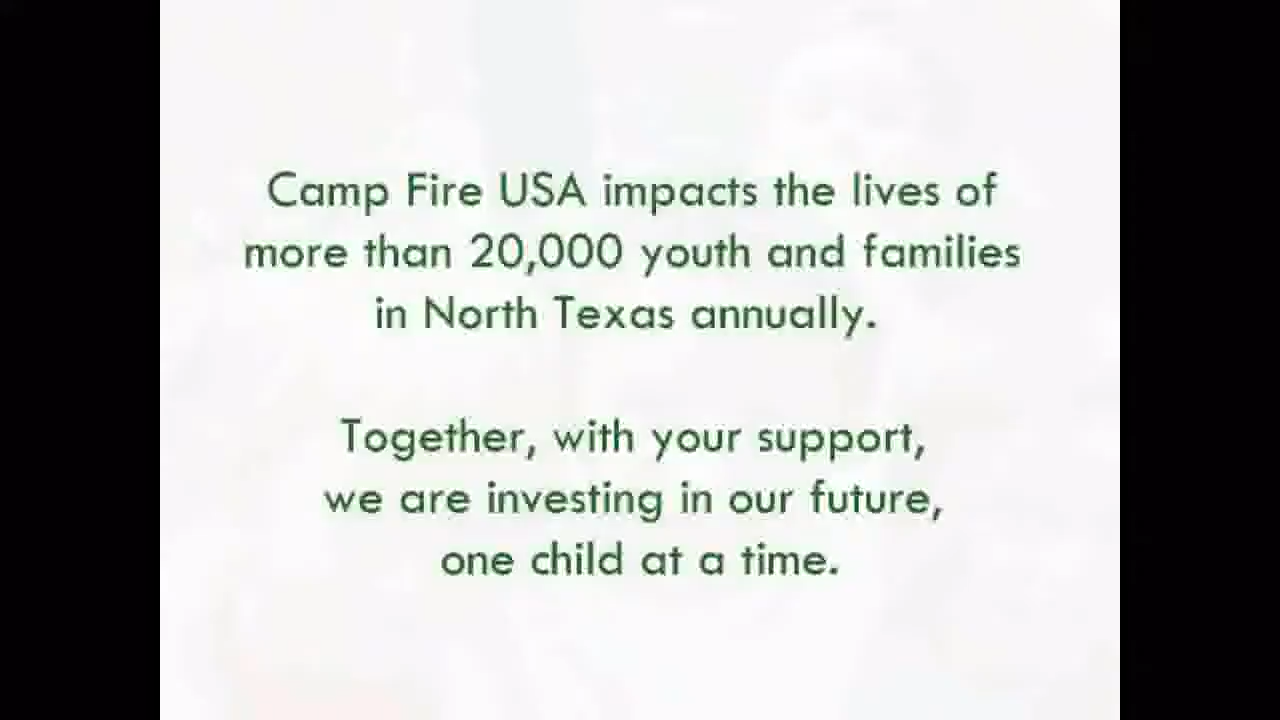 Camp Fire USA impacts the lives of
more than 20,000 youth and families
in North Texas annually.
Together, with your support,
we are investing in our future,
one child at a time.